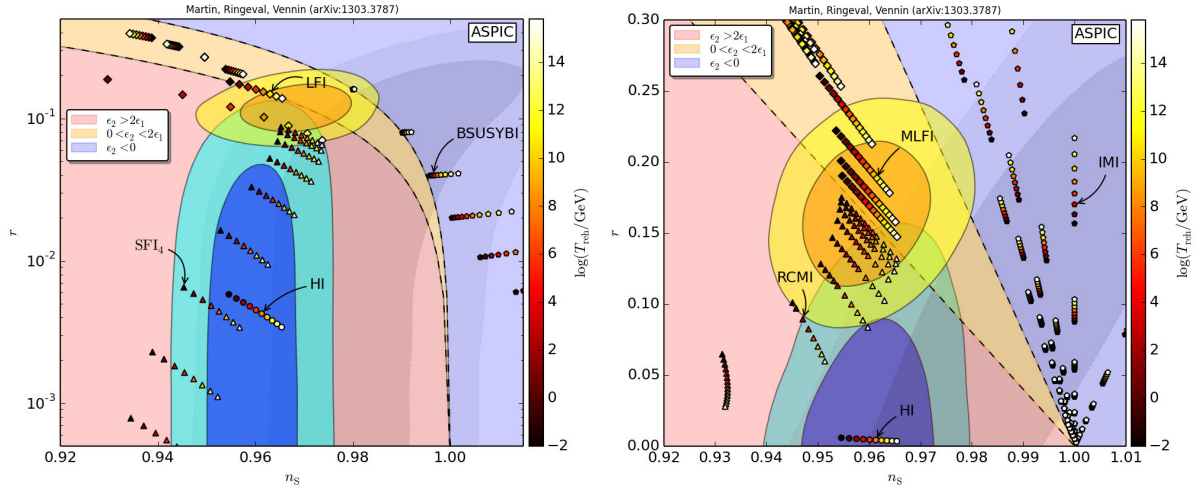 Martin, Ringeval, Vennin (arXiv:1303.3787)
ASPIC
ϵ₂ >2ϵ₁
0 <ϵ₂ <2ϵ₁
ϵ₂ <0
LFI
BSUSYBI
SFI₄
HI
r
10⁻¹
10⁻²
10⁻³
0.92 0.94 0.96 0.98 1.00
n_S
14
12
10
8
6
4
2
0
−2
log(T_reh/GeV)
Martin, Ringeval, Vennin (arXiv:1303.3787)
ASPIC
ϵ₂ >2ϵ₁
0 <ϵ₂ <2ϵ₁
ϵ₂ <0
MLFI
IMI
RCMI
HI
r
0.30
0.25
0.20
0.15
0.10
0.05
0.00
0.92 0.93 0.94 0.95 0.96 0.97 0.98 0.99 1.00 1.01
n_S
14
12
10
8
6
4
2
0
−2
log(T_reh/GeV)